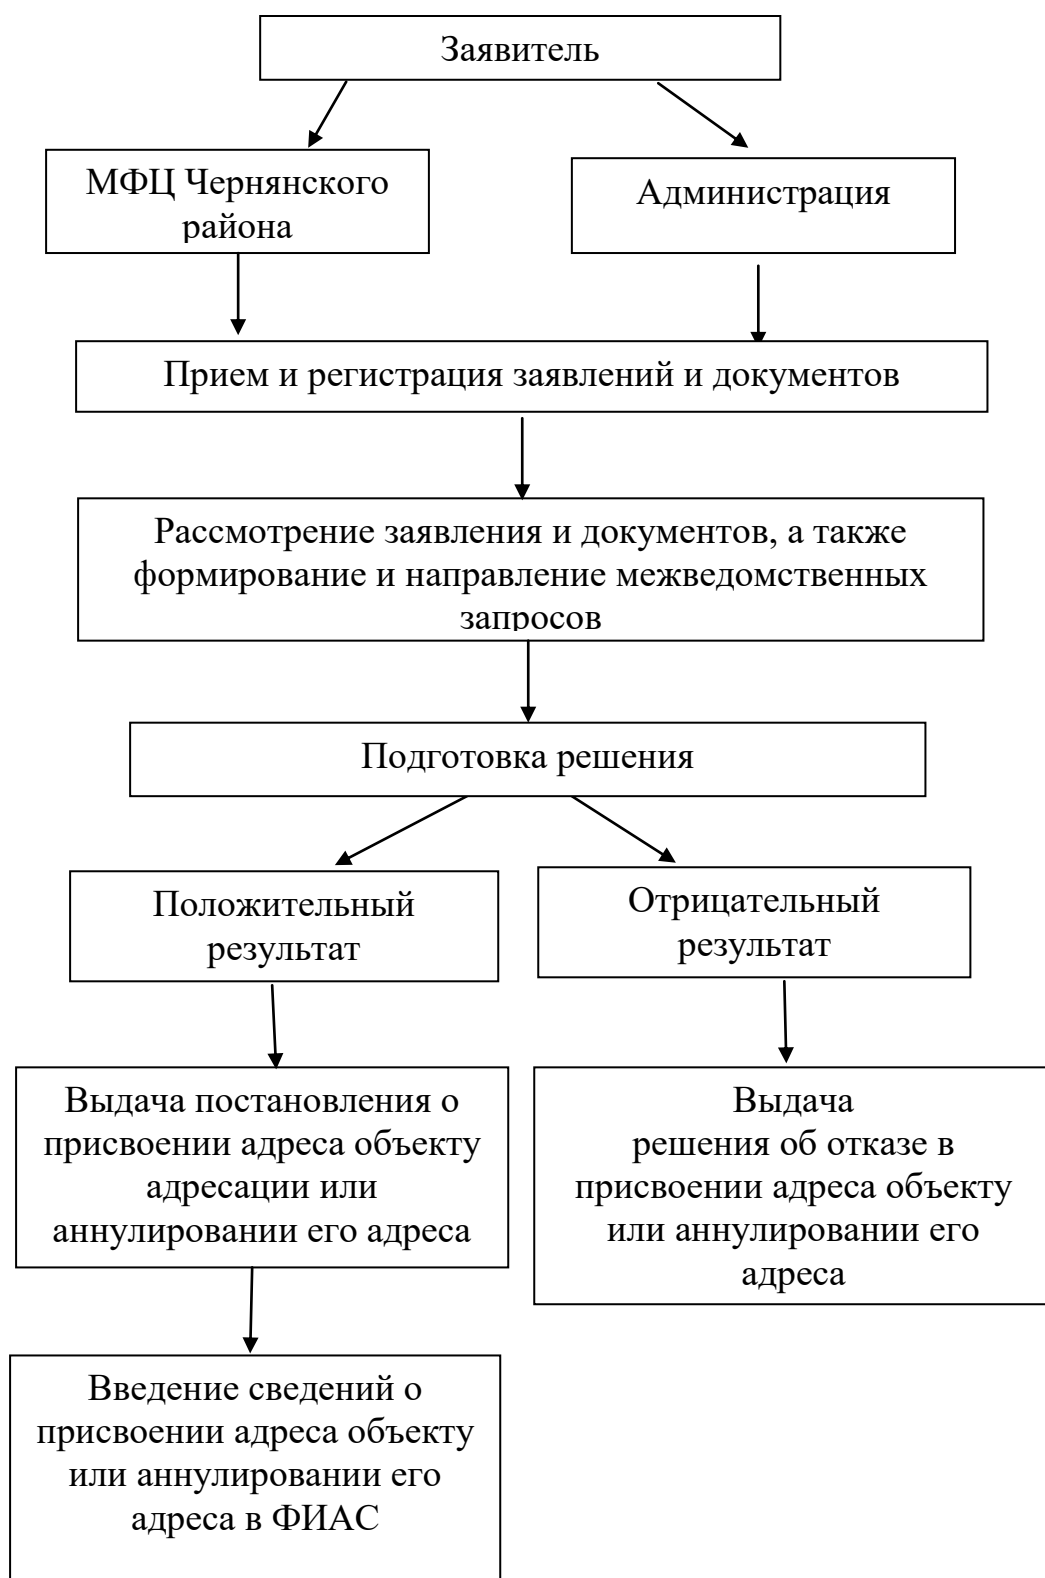 Заявитель
МФЦ Чернянского
района
Администрация
Прием и регистрация заявлений и документов
Рассмотрение заявления и документов, а также
формирование и направление межведомственных
запросов
Подготовка решения
Положительный
результат
Отрицательный
результат
Выдача постановления о
присвоении адреса объекту
адресации или
аннулировании его адреса
Выдача
решения об отказе в
присвоении адреса объекту
или аннулировании его
адреса
Введение сведений о
присвоении адреса объекту
или аннулировании его
адреса в ФИАС